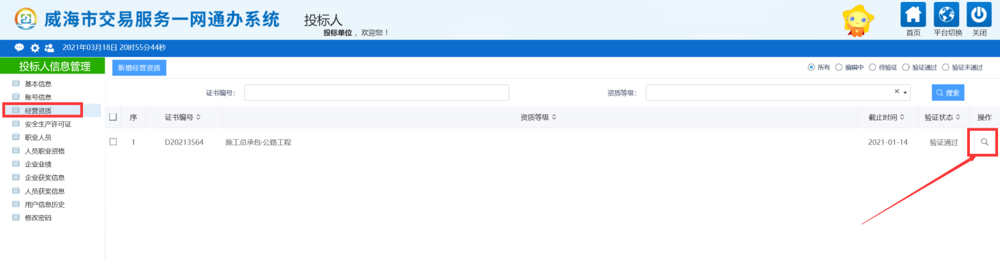 威海市交易服务一网通办系统
投标人
投标单位，欢迎您！
首页 平台切换 关闭
2021年03月18日 20时55分44秒
投标人信息管理
基本信息
账号信息
经营资质
安全生产许可证
职业人员
人员职业资格
企业业绩
企业获奖信息
人员获奖信息
用户信息历史
修改密码
新增经营资质
所有 编辑中 待验证 验证通过 验证未通过
证书编号： 资质等级： 搜索
序 证书编号 资质等级 截止时间 验证状态 操作
1 D20213564 施工总承包·公路工程 2021-01-14 验证通过